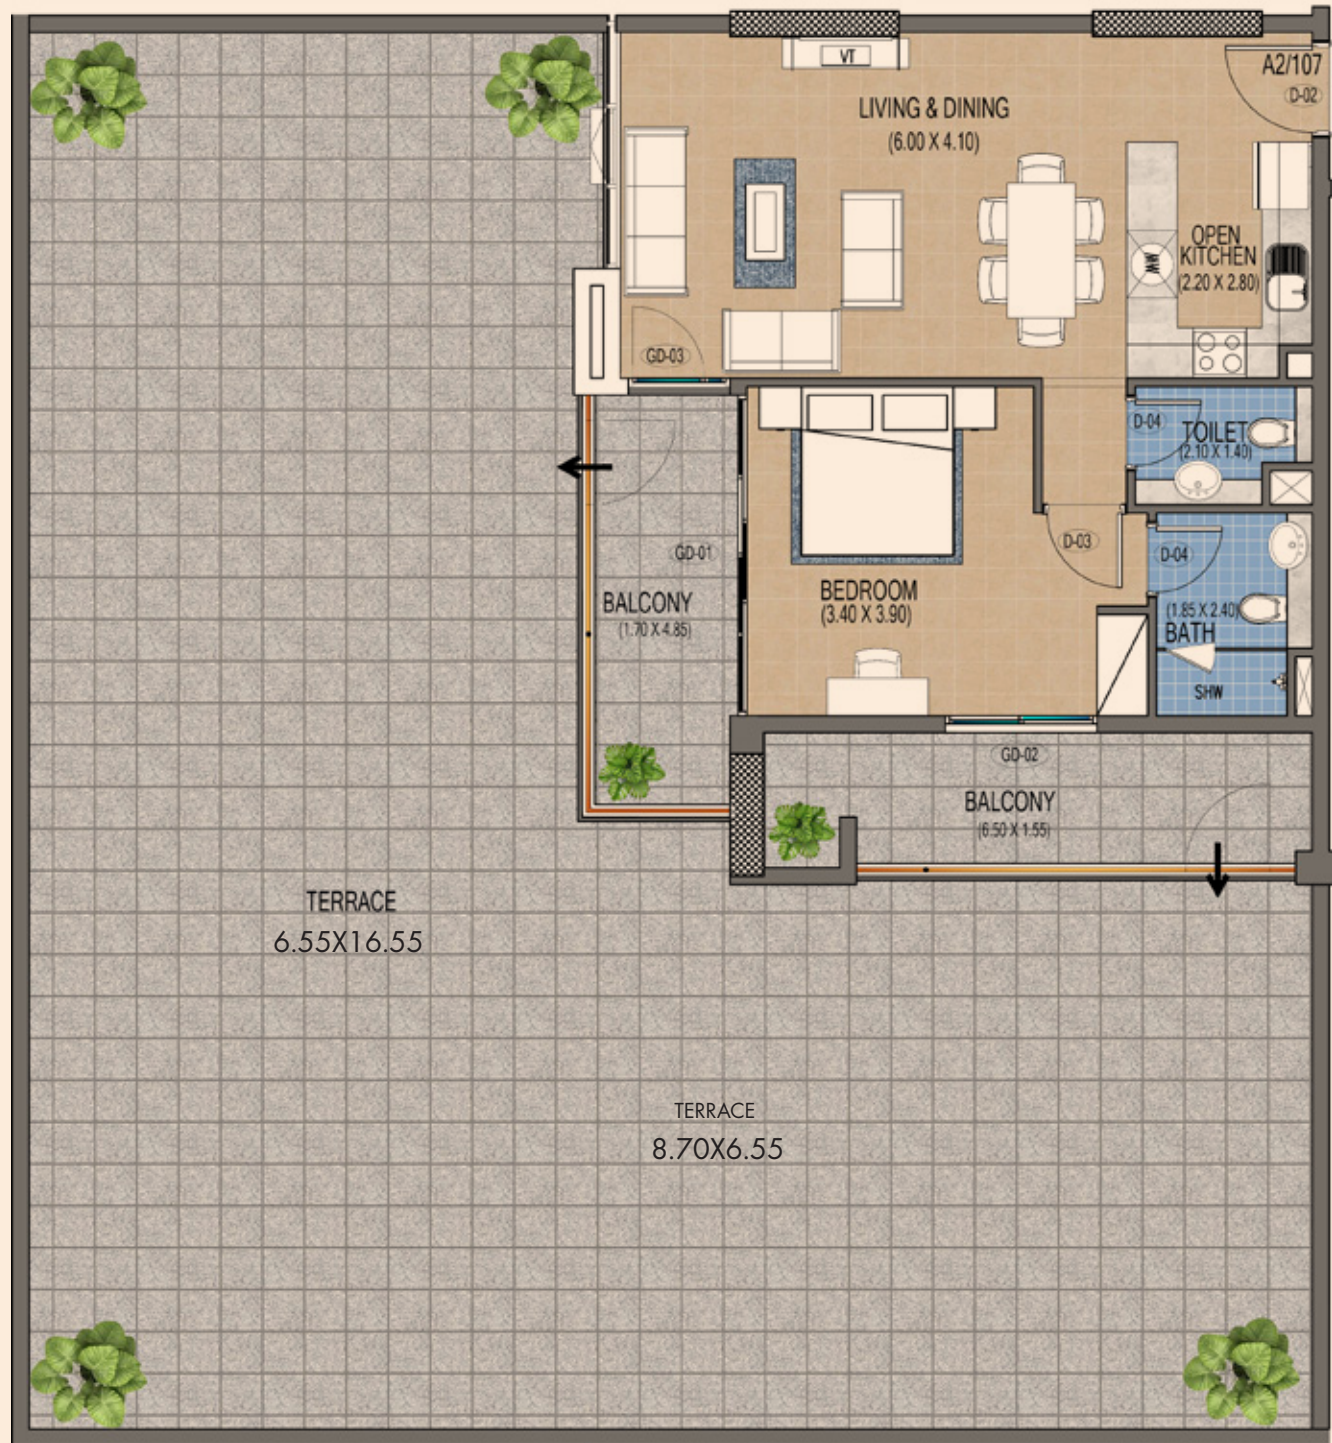 VT
A2/107
D-02
LIVING & DINING
(6.00 X 4.10)
OPEN
KITCHEN
(2.20 X 2.80)
MW
GD-03
D-04
TOILET
(2.10 X 1.40)
GD-01
D-03
D-04
BALCONY
(1.70 X 4.85)
BEDROOM
(3.40 X 3.90)
(1.85 X 2.40)
BATH
SHW
GD-02
BALCONY
(6.50 X 1.55)
TERRACE
6.55X16.55
TERRACE
8.70X6.55